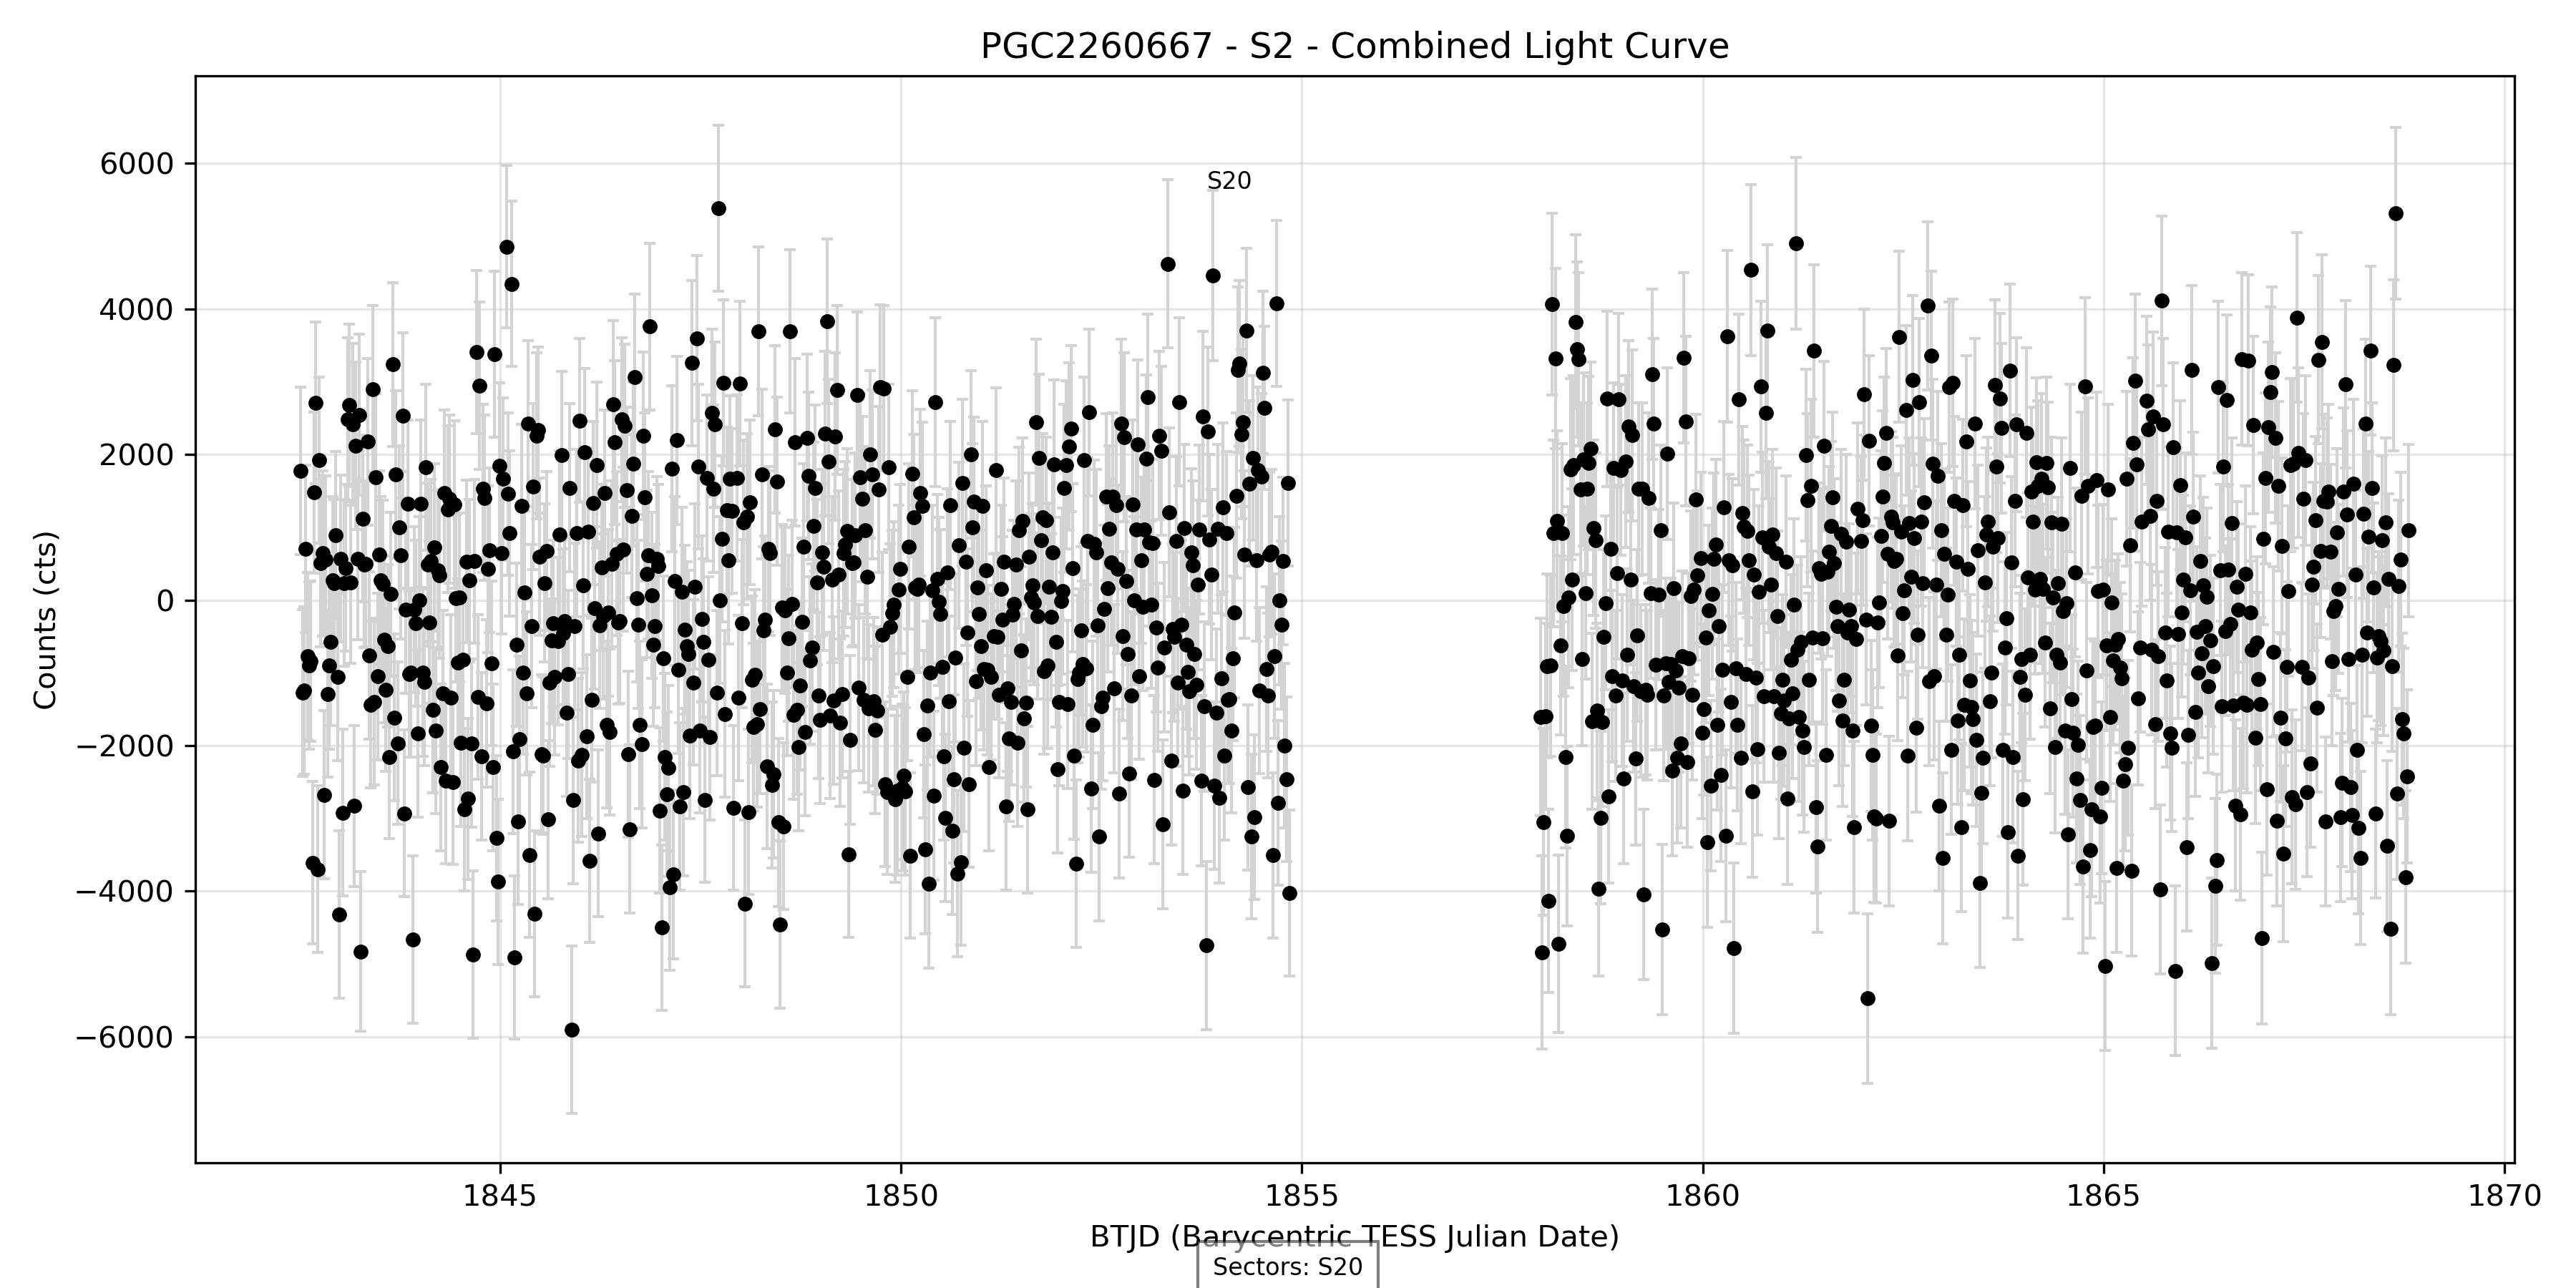 PGC2260667 - S2 - Combined Light Curve
Counts (cts)
6000
4000
2000
0
−2000
−4000
−6000
S20
1845
1850
1855
1860
1865
1870
BTJD (Barycentric TESS Julian Date)
Sectors: S20